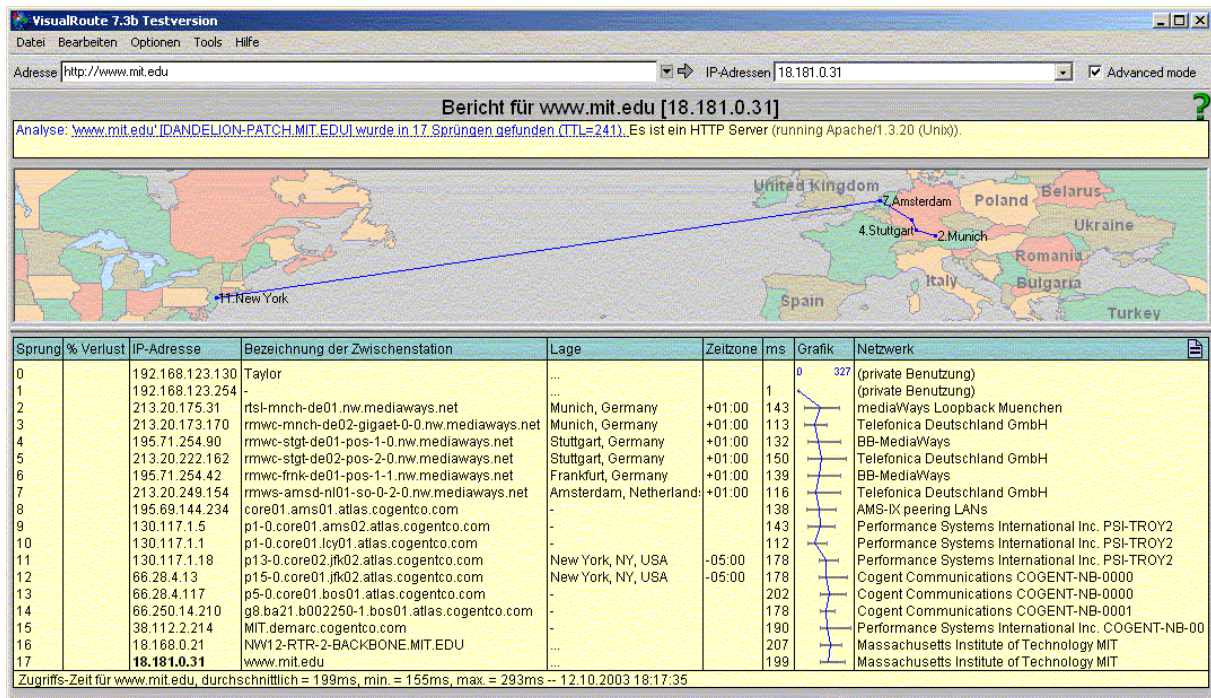 VisualRoute 7.3b Testversion
Datei Bearbeiten Optionen Tools Hilfe
Adresse http://www.mit.edu IP-Adressen 18.181.0.31 Advanced mode
Bericht für www.mit.edu [18.181.0.31] ?
Analyse: 'www.mit.edu' [DANDELION-PATCH.MIT.EDU] wurde in 17 Sprüngen gefunden (TTL=241). Es ist ein HTTP Server (running Apache/1.3.20 (Unix)).
United Kingdom
7.Amsterdam
Poland
Belarus
4.Stuttgart
2.Munich
Ukraine
Romania
11.New York
Italy
Bulgaria
Spain
Turkey
Sprung % Verlust IP-Adresse Bezeichnung der Zwischenstation Lage Zeitzone ms Grafik Netzwerk
0 192.168.123.130 Taylor ... 0 327 (private Benutzung)
1 192.168.123.254 - ... 1 (private Benutzung)
2 213.20.175.31 rtsl-mnch-de01.nw.mediaways.net Munich, Germany +01:00 143 mediaWays Loopback Muenchen
3 213.20.173.170 rmwc-mnch-de02-gigaet-0-0.nw.mediaways.net Munich, Germany +01:00 113 Telefonica Deutschland GmbH
4 195.71.254.90 rmwc-stgt-de01-pos-1-0.nw.mediaways.net Stuttgart, Germany +01:00 132 BB-MediaWays
5 213.20.222.162 rmwc-stgt-de02-pos-2-0.nw.mediaways.net Stuttgart, Germany +01:00 150 Telefonica Deutschland GmbH
6 195.71.254.42 rmwc-frnk-de01-pos-1-1.nw.mediaways.net Frankfurt, Germany +01:00 139 BB-MediaWays
7 213.20.249.154 rmws-amsd-nl01-so-0-2-0.nw.mediaways.net Amsterdam, Netherland: +01:00 116 Telefonica Deutschland GmbH
8 195.69.144.234 core01.ams01.atlas.cogentco.com - 138 AMS-IX peering LANs
9 130.117.1.5 p1-0.core01.ams02.atlas.cogentco.com - 143 Performance Systems International Inc. PSI-TROY2
10 130.117.1.1 p1-0.core01.lcy01.atlas.cogentco.com - 112 Performance Systems International Inc. PSI-TROY2
11 130.117.1.18 p13-0.core02.jfk02.atlas.cogentco.com New York, NY, USA -05:00 178 Performance Systems International Inc. PSI-TROY2
12 66.28.4.13 p15-0.core01.jfk02.atlas.cogentco.com New York, NY, USA -05:00 178 Cogent Communications COGENT-NB-0000
13 66.28.4.117 p5-0.core01.bos01.atlas.cogentco.com - 202 Cogent Communications COGENT-NB-0000
14 66.250.14.210 g8.ba21.b002250-1.bos01.atlas.cogentco.com - 178 Cogent Communications COGENT-NB-0001
15 38.112.2.214 MIT.demarc.cogentco.com - 190 Performance Systems International Inc. COGENT-NB-00
16 18.168.0.21 NW12-RTR-2-BACKBONE.MIT.EDU ... 207 Massachusetts Institute of Technology MIT
17 18.181.0.31 www.mit.edu ... 199 Massachusetts Institute of Technology MIT
Zugriffs-Zeit für www.mit.edu, durchschnittlich = 199ms, min. = 155ms, max. = 293ms -- 12.10.2003 18:17:35